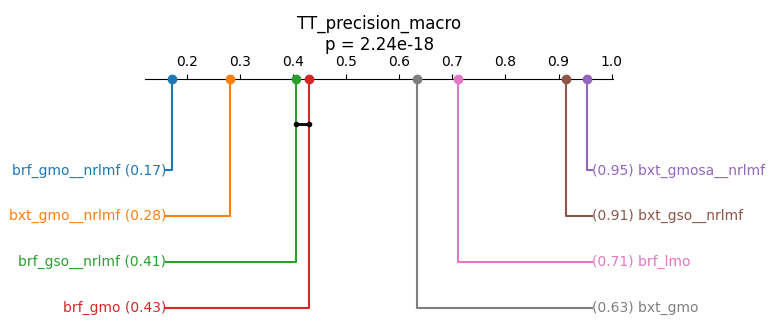 TT_precision_macro
p = 2.24e-18
0.2 0.3 0.4 0.5 0.6 0.7 0.8 0.9 1.0
brf_gmo__nrlmf (0.17) (0.95) bxt_gmosa__nrlmf
bxt_gmo__nrlmf (0.28) (0.91) bxt_gso__nrlmf
brf_gso__nrlmf (0.41) (0.71) brf_lmo
brf_gmo (0.43) (0.63) bxt_gmo